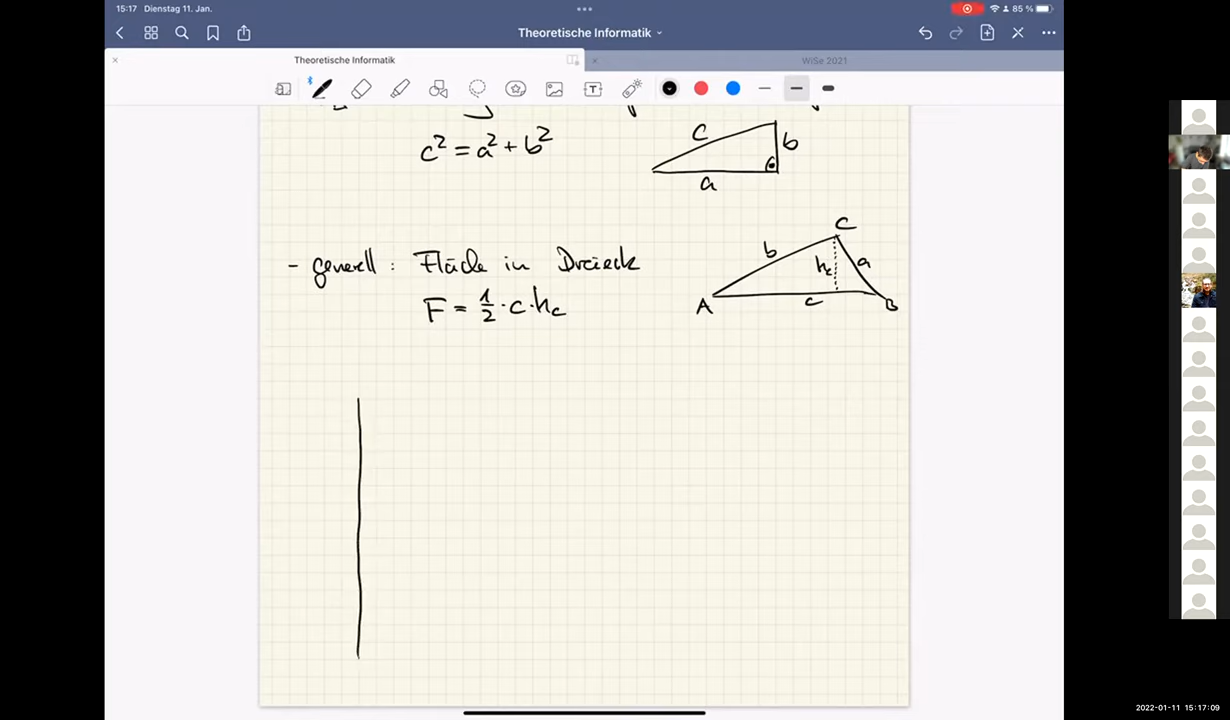 15:17 Dienstag 11. Jan.
85 %
Theoretische Informatik
Theoretische Informatik
WiSe 2021
c² = a² + b²
c
b
a
- generell : Fläche in Dreieck
F = 1/2 · c · h_c
C
b
h_c
a
A
c
B
2022-01-11 15:17:09